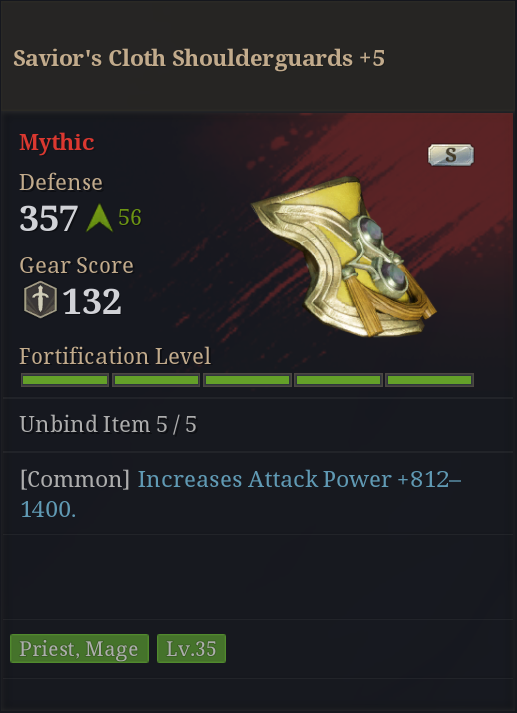 Savior's Cloth Shoulderguards +5
Mythic
S
Defense
357 56
Gear Score
132
Fortification Level
Unbind Item 5 / 5
[Common] Increases Attack Power +812–
1400.
Priest, Mage Lv.35